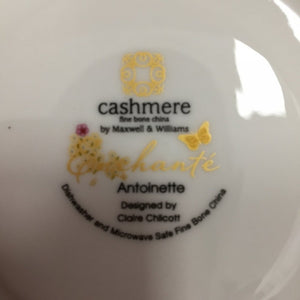 cashmere
fine bone china
by Maxwell & Williams
Enchanté
Antoinette
Designed by
Claire Chilcott
Dishwasher and Microwave Safe Fine Bone China